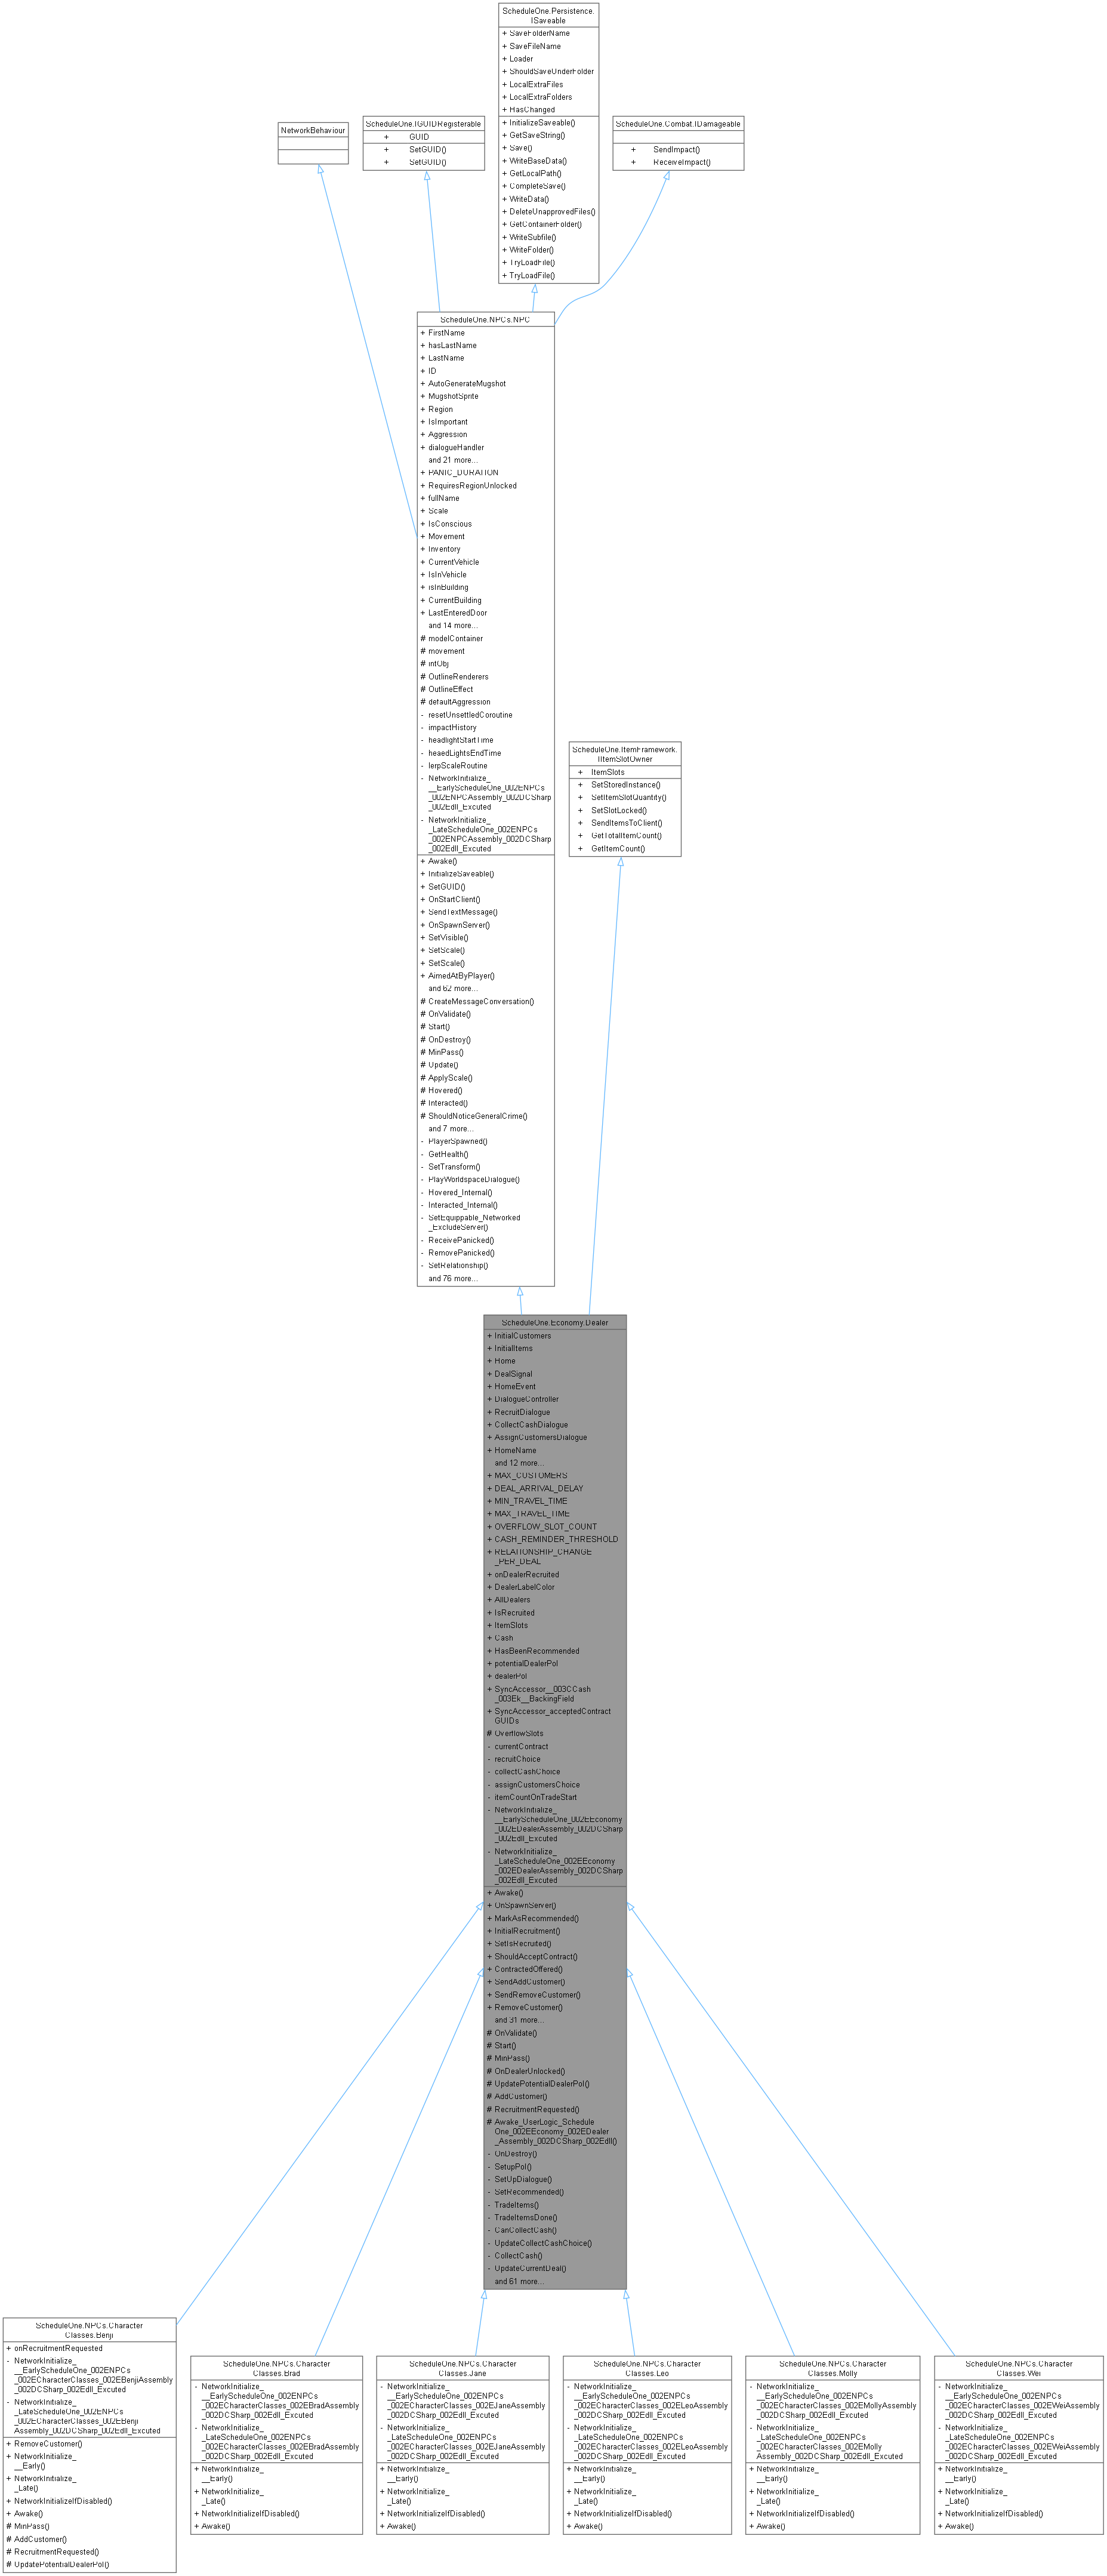 ScheduleOne.Persistence.
ISaveable
+ SaveFolderName
+ SaveFileName
+ Loader
+ ShouldSaveUnderFolder
+ LocalExtraFiles
+ LocalExtraFolders
+ HasChanged
+ InitializeSaveable()
+ GetSaveString()
+ Save()
+ WriteBaseData()
+ GetLocalPath()
+ CompleteSave()
+ WriteData()
+ DeleteUnapprovedFiles()
+ GetContainerFolder()
+ WriteSubfile()
+ WriteFolder()
+ TryLoadFile()
+ TryLoadFile()
NetworkBehaviour
ScheduleOne.IGUIDRegisterable
+ GUID
+ SetGUID()
+ SetGUID()
ScheduleOne.Combat.IDamageable
+ SendImpact()
+ ReceiveImpact()
ScheduleOne.NPCs.NPC
+ FirstName
+ hasLastName
+ LastName
+ ID
+ AutoGenerateMugshot
+ MugshotSprite
+ Region
+ IsImportant
+ Aggression
+ dialogueHandler
and 21 more...
+ PANIC_DURATION
+ RequiresRegionUnlocked
+ fullName
+ Scale
+ IsConscious
+ Movement
+ Inventory
+ CurrentVehicle
+ IsInVehicle
+ isInBuilding
+ CurrentBuilding
+ LastEnteredDoor
and 14 more...
# modelContainer
# movement
# intObj
# OutlineRenderers
# OutlineEffect
# defaultAggression
- resetUnsettledCoroutine
- impactHistory
- headlightStartTime
- heaedLightsEndTime
- lerpScaleRoutine
- NetworkInitialize_
__EarlyScheduleOne_002ENPCs
_002ENPCAssembly_002DCSharp
_002Edll_Excuted
- NetworkInitialize_
_LateScheduleOne_002ENPCs
_002ENPCAssembly_002DCSharp
_002Edll_Excuted
+ Awake()
+ InitializeSaveable()
+ SetGUID()
+ OnStartClient()
+ SendTextMessage()
+ OnSpawnServer()
+ SetVisible()
+ SetScale()
+ SetScale()
+ AimedAtByPlayer()
and 62 more...
# CreateMessageConversation()
# OnValidate()
# Start()
# OnDestroy()
# MinPass()
# Update()
# ApplyScale()
# Hovered()
# Interacted()
# ShouldNoticeGeneralCrime()
and 7 more...
- PlayerSpawned()
- GetHealth()
- SetTransform()
- PlayWorldspaceDialogue()
- Hovered_Internal()
- Interacted_Internal()
- SetEquippable_Networked
_ExcludeServer()
- ReceivePanicked()
- RemovePanicked()
- SetRelationship()
and 76 more...
ScheduleOne.ItemFramework.
IItemSlotOwner
+ ItemSlots
+ SetStoredInstance()
+ SetItemSlotQuantity()
+ SetSlotLocked()
+ SendItemsToClient()
+ GetTotalItemCount()
+ GetItemCount()
ScheduleOne.Economy.Dealer
+ InitialCustomers
+ InitialItems
+ Home
+ DealSignal
+ HomeEvent
+ DialogueController
+ RecruitDialogue
+ CollectCashDialogue
+ AssignCustomersDialogue
+ HomeName
and 12 more...
+ MAX_CUSTOMERS
+ DEAL_ARRIVAL_DELAY
+ MIN_TRAVEL_TIME
+ MAX_TRAVEL_TIME
+ OVERFLOW_SLOT_COUNT
+ CASH_REMINDER_THRESHOLD
+ RELATIONSHIP_CHANGE
_PER_DEAL
+ onDealerRecruited
+ DealerLabelColor
+ AllDealers
+ IsRecruited
+ ItemSlots
+ Cash
+ HasBeenRecommended
+ potentialDealerPoI
+ dealerPoI
+ SyncAccessor__003CCash
_003Ek__BackingField
+ SyncAccessor_acceptedContract
GUIDs
# OverflowSlots
- currentContract
- recruitChoice
- collectCashChoice
- assignCustomersChoice
- itemCountOnTradeStart
- NetworkInitialize_
__EarlyScheduleOne_002EEconomy
_002EDealerAssembly_002DCSharp
_002Edll_Excuted
- NetworkInitialize_
_LateScheduleOne_002EEconomy
_002EDealerAssembly_002DCSharp
_002Edll_Excuted
+ Awake()
+ OnSpawnServer()
+ MarkAsRecommended()
+ InitialRecruitment()
+ SetIsRecruited()
+ ShouldAcceptContract()
+ ContractedOffered()
+ SendAddCustomer()
+ SendRemoveCustomer()
+ RemoveCustomer()
and 31 more...
# OnValidate()
# Start()
# MinPass()
# OnDealerUnlocked()
# UpdatePotentialDealerPoI()
# AddCustomer()
# RecruitmentRequested()
# Awake_UserLogic_Schedule
One_002EEconomy_002EDealer
_Assembly_002DCSharp_002Edll()
- OnDestroy()
- SetupPoI()
- SetUpDialogue()
- SetRecommended()
- TradeItems()
- TradeItemsDone()
- CanCollectCash()
- UpdateCollectCashChoice()
- CollectCash()
- UpdateCurrentDeal()
and 61 more...
ScheduleOne.NPCs.Character
Classes.Benji
+ onRecruitmentRequested
- NetworkInitialize_
__EarlyScheduleOne_002ENPCs
_002ECharacterClasses_002EBenjiAssembly
_002DCSharp_002Edll_Excuted
- NetworkInitialize_
_LateScheduleOne_002ENPCs
_002ECharacterClasses_002EBenji
Assembly_002DCSharp_002Edll_Excuted
+ RemoveCustomer()
+ NetworkInitialize_
__Early()
+ NetworkInitialize_
_Late()
+ NetworkInitializeIfDisabled()
+ Awake()
# MinPass()
# AddCustomer()
# RecruitmentRequested()
# UpdatePotentialDealerPoI()
ScheduleOne.NPCs.Character
Classes.Brad
- NetworkInitialize_
__EarlyScheduleOne_002ENPCs
_002ECharacterClasses_002EBradAssembly
_002DCSharp_002Edll_Excuted
- NetworkInitialize_
_LateScheduleOne_002ENPCs
_002ECharacterClasses_002EBradAssembly
_002DCSharp_002Edll_Excuted
+ NetworkInitialize_
__Early()
+ NetworkInitialize_
_Late()
+ NetworkInitializeIfDisabled()
+ Awake()
ScheduleOne.NPCs.Character
Classes.Jane
- NetworkInitialize_
__EarlyScheduleOne_002ENPCs
_002ECharacterClasses_002EJaneAssembly
_002DCSharp_002Edll_Excuted
- NetworkInitialize_
_LateScheduleOne_002ENPCs
_002ECharacterClasses_002EJaneAssembly
_002DCSharp_002Edll_Excuted
+ NetworkInitialize_
__Early()
+ NetworkInitialize_
_Late()
+ NetworkInitializeIfDisabled()
+ Awake()
ScheduleOne.NPCs.Character
Classes.Leo
- NetworkInitialize_
__EarlyScheduleOne_002ENPCs
_002ECharacterClasses_002ELeoAssembly
_002DCSharp_002Edll_Excuted
- NetworkInitialize_
_LateScheduleOne_002ENPCs
_002ECharacterClasses_002ELeoAssembly
_002DCSharp_002Edll_Excuted
+ NetworkInitialize_
__Early()
+ NetworkInitialize_
_Late()
+ NetworkInitializeIfDisabled()
+ Awake()
ScheduleOne.NPCs.Character
Classes.Molly
- NetworkInitialize_
__EarlyScheduleOne_002ENPCs
_002ECharacterClasses_002EMollyAssembly
_002DCSharp_002Edll_Excuted
- NetworkInitialize_
_LateScheduleOne_002ENPCs
_002ECharacterClasses_002EMolly
Assembly_002DCSharp_002Edll_Excuted
+ NetworkInitialize_
__Early()
+ NetworkInitialize_
_Late()
+ NetworkInitializeIfDisabled()
+ Awake()
ScheduleOne.NPCs.Character
Classes.Wei
- NetworkInitialize_
__EarlyScheduleOne_002ENPCs
_002ECharacterClasses_002EWeiAssembly
_002DCSharp_002Edll_Excuted
- NetworkInitialize_
_LateScheduleOne_002ENPCs
_002ECharacterClasses_002EWeiAssembly
_002DCSharp_002Edll_Excuted
+ NetworkInitialize_
__Early()
+ NetworkInitialize_
_Late()
+ NetworkInitializeIfDisabled()
+ Awake()